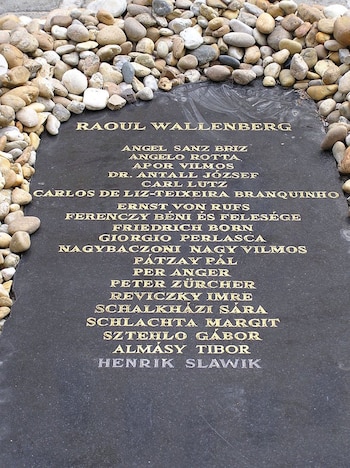 RAOUL WALLENBERG
ANGEL SANZ BRIZ
ANGELO ROTTA
APOR VILMOS
DR. ANTALL JÓZSEF
CARL LUTZ
CARLOS DE LIZ-TEIXEIRA BRANQUINHO
ERNST VON RUFS
FERENCZY BÉNI ÉS FELESÉGE
FRIEDRICH BORN
GIORGIO PERLASCA
NAGYBACZONI NAGY VILMOS
PÁTZAY PÁL
PER ANGER
PETER ZÜRCHER
REVICZKY IMRE
SCHALKHÁZI SÁRA
SCHLACHTA MARGIT
SZTEHLO GÁBOR
ALMÁSY TIBOR
HENRIK SLAWIK